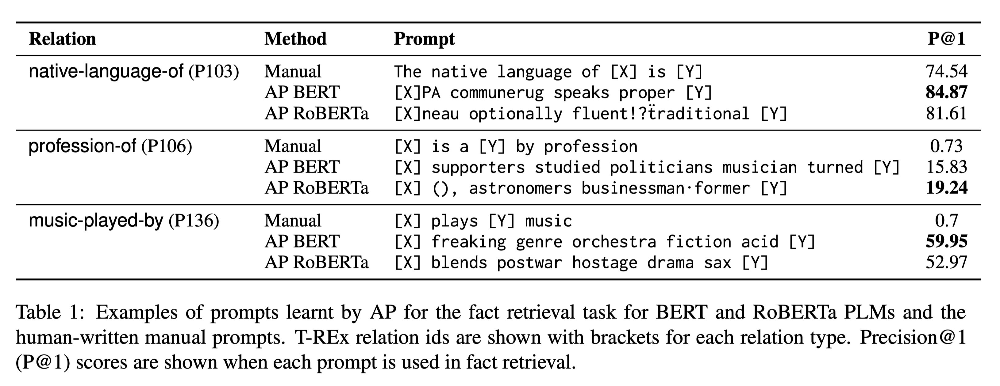 Relation Method Prompt P@1
native-language-of (P103) Manual The native language of [X] is [Y] 74.54
AP BERT [X]PA communerug speaks proper [Y] 84.87
AP RoBERTa [X]neau optionally fluent!?ẗraditional [Y] 81.61
profession-of (P106) Manual [X] is a [Y] by profession 0.73
AP BERT [X] supporters studied politicians musician turned [Y] 15.83
AP RoBERTa [X] (), astronomers businessman·former [Y] 19.24
music-played-by (P136) Manual [X] plays [Y] music 0.7
AP BERT [X] freaking genre orchestra fiction acid [Y] 59.95
AP RoBERTa [X] blends postwar hostage drama sax [Y] 52.97
Table 1: Examples of prompts learnt by AP for the fact retrieval task for BERT and RoBERTa PLMs and the
human-written manual prompts. T-REx relation ids are shown with brackets for each relation type. Precision@1
(P@1) scores are shown when each prompt is used in fact retrieval.